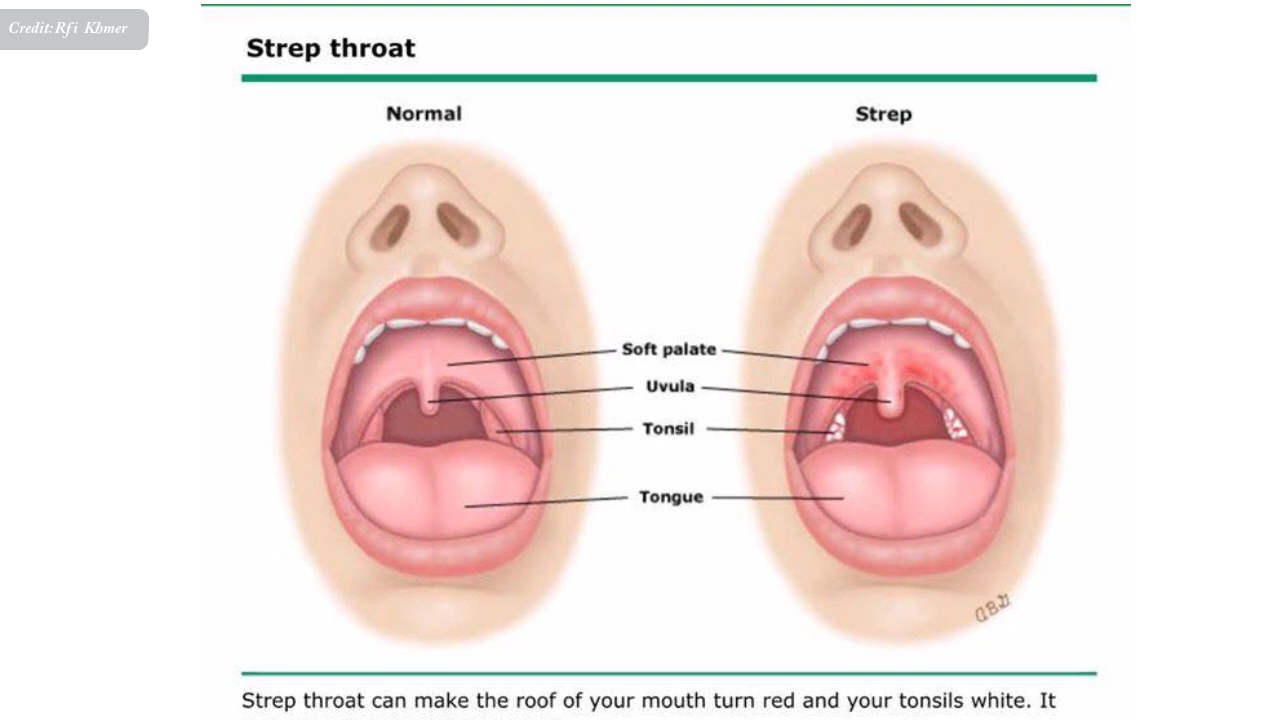 Credit:Rfi Khmer
Strep throat
Normal
Strep
Soft palate
Uvula
Tonsil
Tongue
Strep throat can make the roof of your mouth turn red and your tonsils white. It